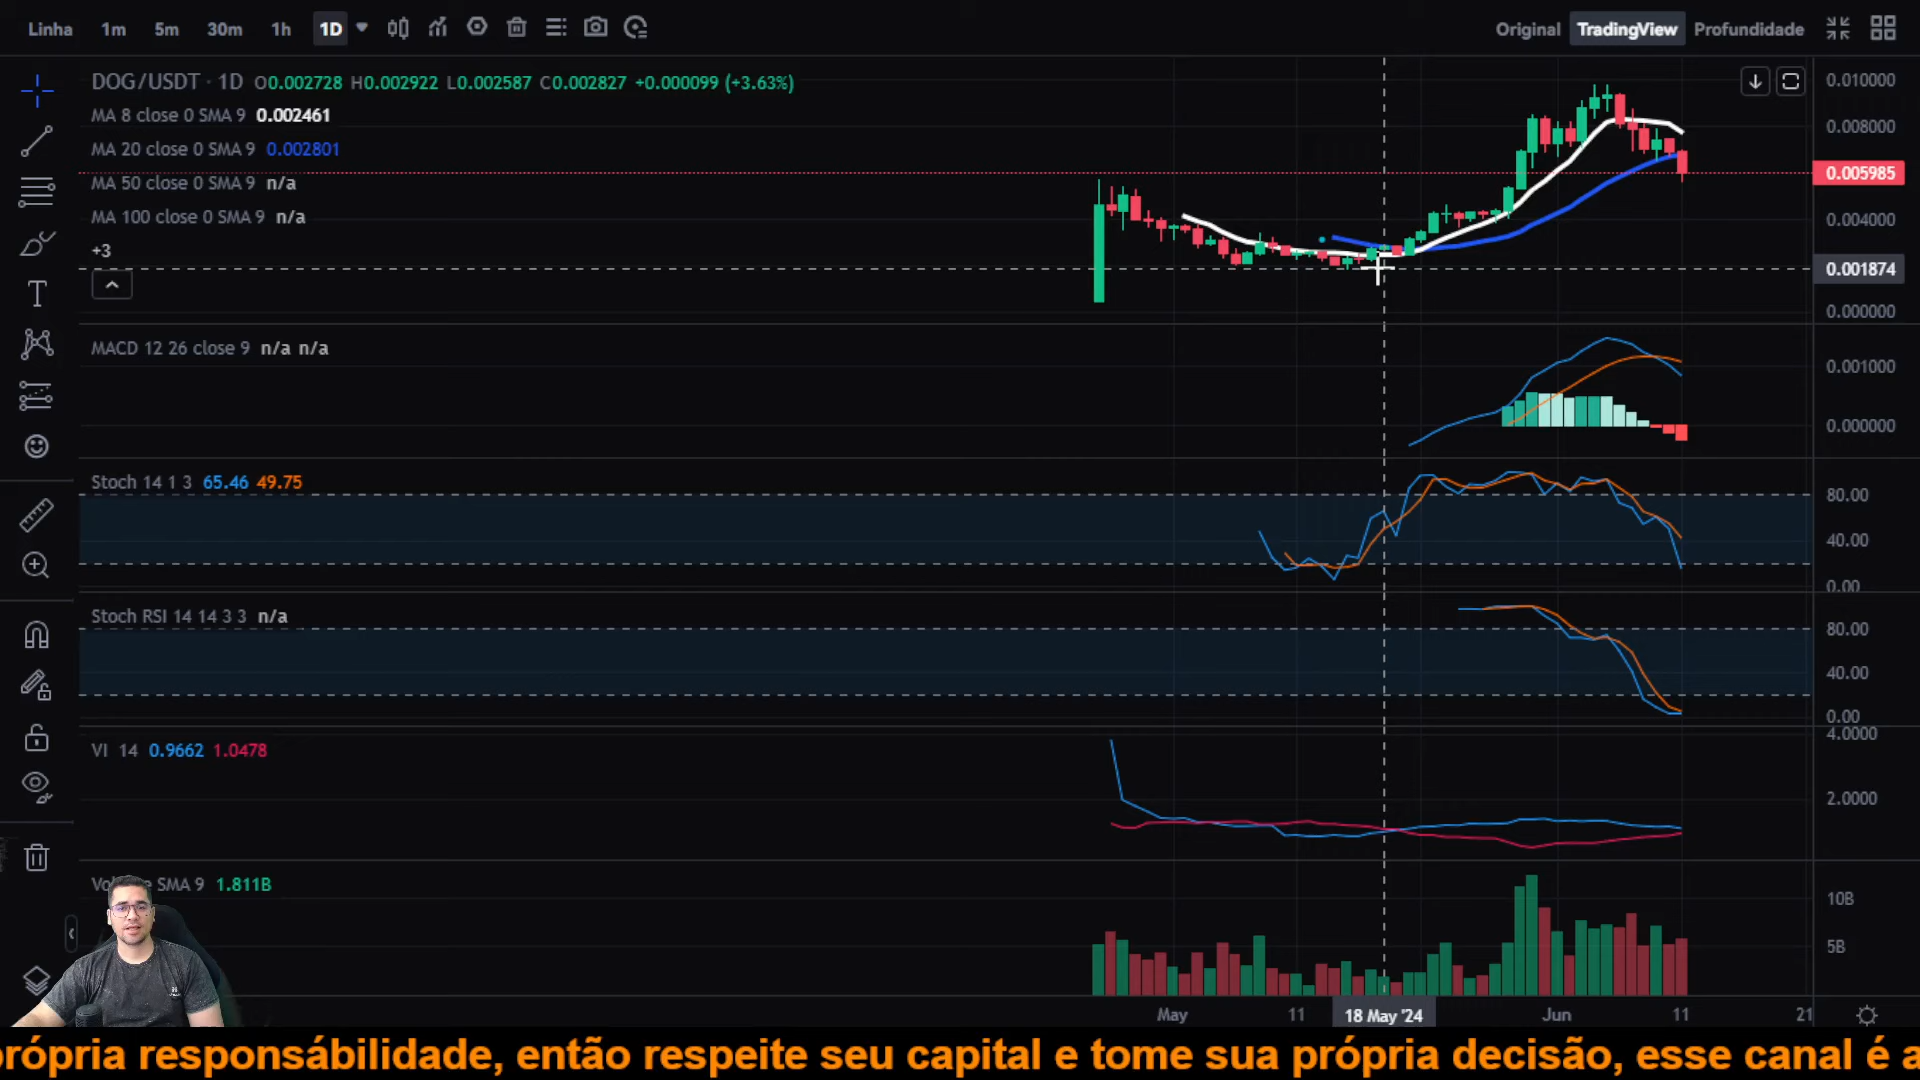 Linha 1m 5m 30m 1h 1D Original TradingView Profundidade
DOG/USDT · 1D O0.002728 H0.002922 L0.002587 C0.002827 +0.000099 (+3.63%)
MA 8 close 0 SMA 9 0.002461
MA 20 close 0 SMA 9 0.002801
MA 50 close 0 SMA 9 n/a
MA 100 close 0 SMA 9 n/a
+3
0.010000
0.008000
0.005985
0.004000
0.001874
0.000000
MACD 12 26 close 9 n/a n/a
0.001000
0.000000
Stoch 14 1 3 65.46 49.75
80.00
40.00
0.00
Stoch RSI 14 14 3 3 n/a
80.00
40.00
0.00
VI 14 0.9662 1.0478
4.0000
2.0000
SMA 9 1.811B
10B
5B
May 11 18 May '24 Jun 11 21
própria responsábilidade, então respeite seu capital e tome sua própria decisão, esse canal é a